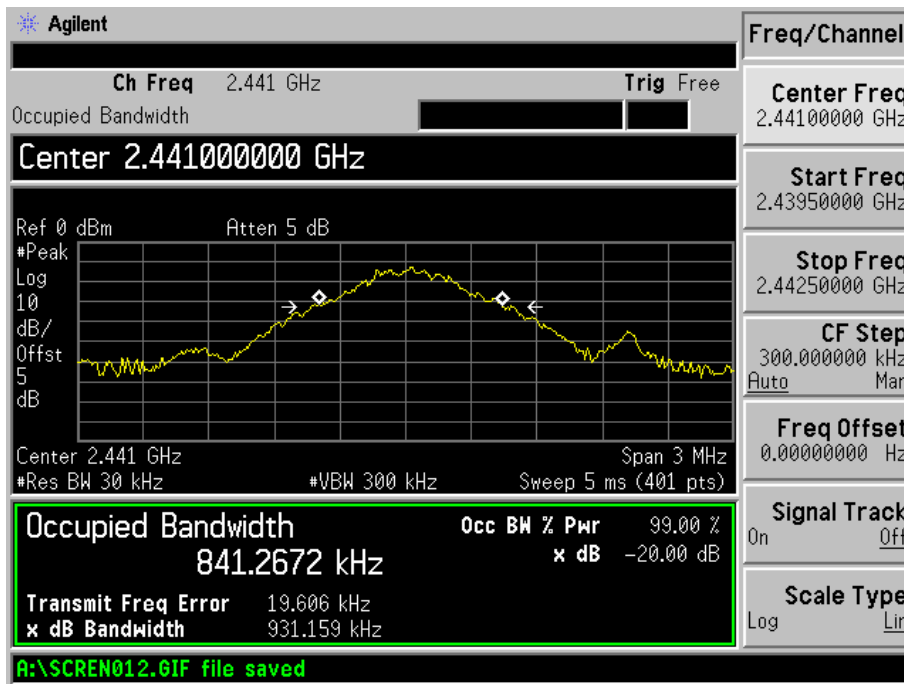 Agilent
Freq/Channel
Ch Freq 2.441 GHz Trig Free
Occupied Bandwidth
Center 2.441000000 GHz
Ref 0 dBm Atten 5 dB
#Peak
Log
10
dB/
Offst
5
dB
Center 2.441 GHz Span 3 MHz
#Res BW 30 kHz #VBW 300 kHz Sweep 5 ms (401 pts)
Occupied Bandwidth
841.2672 kHz
Occ BW % Pwr 99.00 %
x dB -20.00 dB
Transmit Freq Error 19.606 kHz
x dB Bandwidth 931.159 kHz
A:\SCREN012.GIF file saved
Center Freq
2.44100000 GHz
Start Freq
2.43950000 GHz
Stop Freq
2.44250000 GHz
CF Step
300.000000 kHz
Auto Man
Freq Offset
0.00000000 Hz
Signal Track
On Off
Scale Type
Log Lin